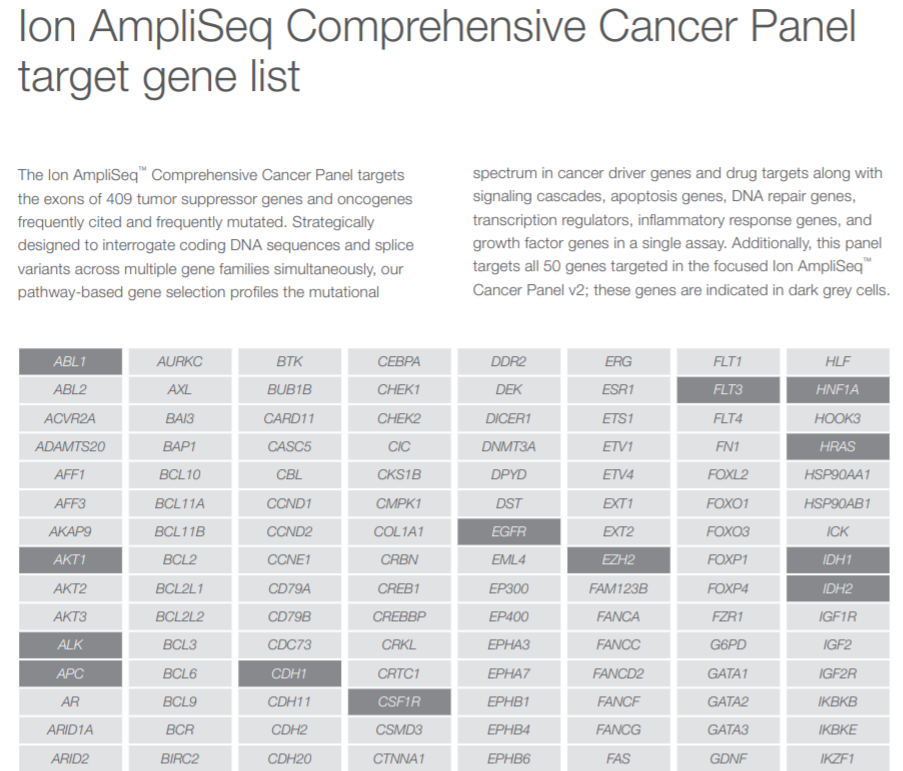 Ion AmpliSeq Comprehensive Cancer Panel
target gene list
The Ion AmpliSeq™ Comprehensive Cancer Panel targets
the exons of 409 tumor suppressor genes and oncogenes
frequently cited and frequently mutated. Strategically
designed to interrogate coding DNA sequences and splice
variants across multiple gene families simultaneously, our
pathway-based gene selection profiles the mutational
spectrum in cancer driver genes and drug targets along with
signaling cascades, apoptosis genes, DNA repair genes,
transcription regulators, inflammatory response genes, and
growth factor genes in a single assay. Additionally, this panel
targets all 50 genes targeted in the focused Ion AmpliSeq™
Cancer Panel v2; these genes are indicated in dark grey cells.
ABL1 AURKC BTK CEBPA DDR2 ERG FLT1 HLF
ABL2 AXL BUB1B CHEK1 DEK ESR1 FLT3 HNF1A
ACVR2A BAI3 CARD11 CHEK2 DICER1 ETS1 FLT4 HOOK3
ADAMTS20 BAP1 CASC5 CIC DNMT3A ETV1 FN1 HRAS
AFF1 BCL10 CBL CKS1B DPYD ETV4 FOXL2 HSP90AA1
AFF3 BCL11A CCND1 CMPK1 DST EXT1 FOXO1 HSP90AB1
AKAP9 BCL11B CCND2 COL1A1 EGFR EXT2 FOXO3 ICK
AKT1 BCL2 CCNE1 CRBN EML4 EZH2 FOXP1 IDH1
AKT2 BCL2L1 CD79A CREB1 EP300 FAM123B FOXP4 IDH2
AKT3 BCL2L2 CD79B CREBBP EP400 FANCA FZR1 IGF1R
ALK BCL3 CDC73 CRKL EPHA3 FANCC G6PD IGF2
APC BCL6 CDH1 CRTC1 EPHA7 FANCD2 GATA1 IGF2R
AR BCL9 CDH11 CSF1R EPHB1 FANCF GATA2 IKBKB
ARID1A BCR CDH2 CSMD3 EPHB4 FANCG GATA3 IKBKE
ARID2 BIRC2 CDH20 CTNNA1 EPHB6 FAS GDNF IKZF1